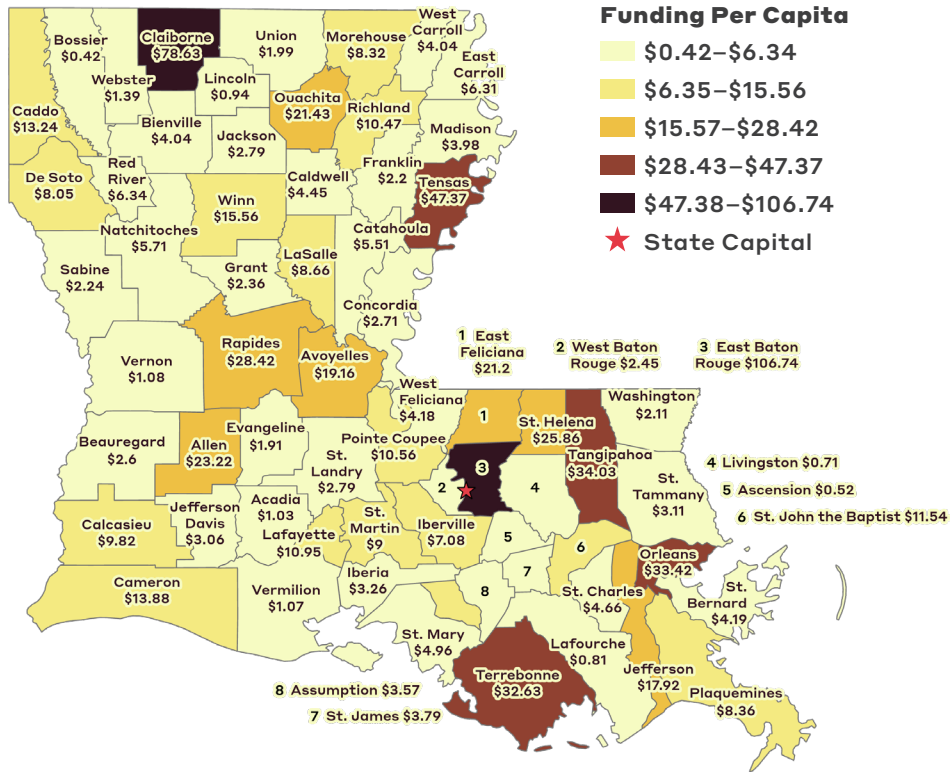 Funding Per Capita
$0.42–$6.34
$6.35–$15.56
$15.57–$28.42
$28.43–$47.37
$47.38–$106.74
State Capital
Bossier
$0.42
Claiborne
$78.63
Union
$1.99
Morehouse
$8.32
West
Carroll
$4.04
East
Carroll
$6.31
Webster
$1.39
Lincoln
$0.94
Ouachita
$21.43
Richland
$10.47
Caddo
$13.24
Bienville
$4.04
Jackson
$2.79
Madison
$3.98
De Soto
$8.05
Red
River
$6.34
Winn
$15.56
Caldwell
$4.45
Franklin
$2.2
Tensas
$47.37
Natchitoches
$5.71
Catahoula
$5.51
Sabine
$2.24
Grant
$2.36
LaSalle
$8.66
Concordia
$2.71
Vernon
$1.08
Rapides
$28.42
Avoyelles
$19.16
1 East
Feliciana
$21.2
2 West Baton
Rouge $2.45
3 East Baton
Rouge $106.74
West
Feliciana
$4.18
1
St. Helena
$25.86
Washington
$2.11
Beauregard
$2.6
Allen
$23.22
Evangeline
$1.91
St.
Landry
$2.79
Pointe Coupee
$10.56
3
2
4
Tangipahoa
$34.03
St.
Tammany
$3.11
4 Livingston $0.71
5 Ascension $0.52
6 St. John the Baptist $11.54
Calcasieu
$9.82
Jefferson
Davis
$3.06
Acadia
$1.03
Lafayette
$10.95
St.
Martin
$9
Iberville
$7.08
5
6
7
8
Orleans
$33.42
Cameron
$13.88
Vermilion
$1.07
Iberia
$3.26
St. Charles
$4.66
St.
Bernard
$4.19
St. Mary
$4.96
Lafourche
$0.81
Terrebonne
$32.63
Jefferson
$17.92
Plaquemines
$8.36
8 Assumption $3.57
7 St. James $3.79